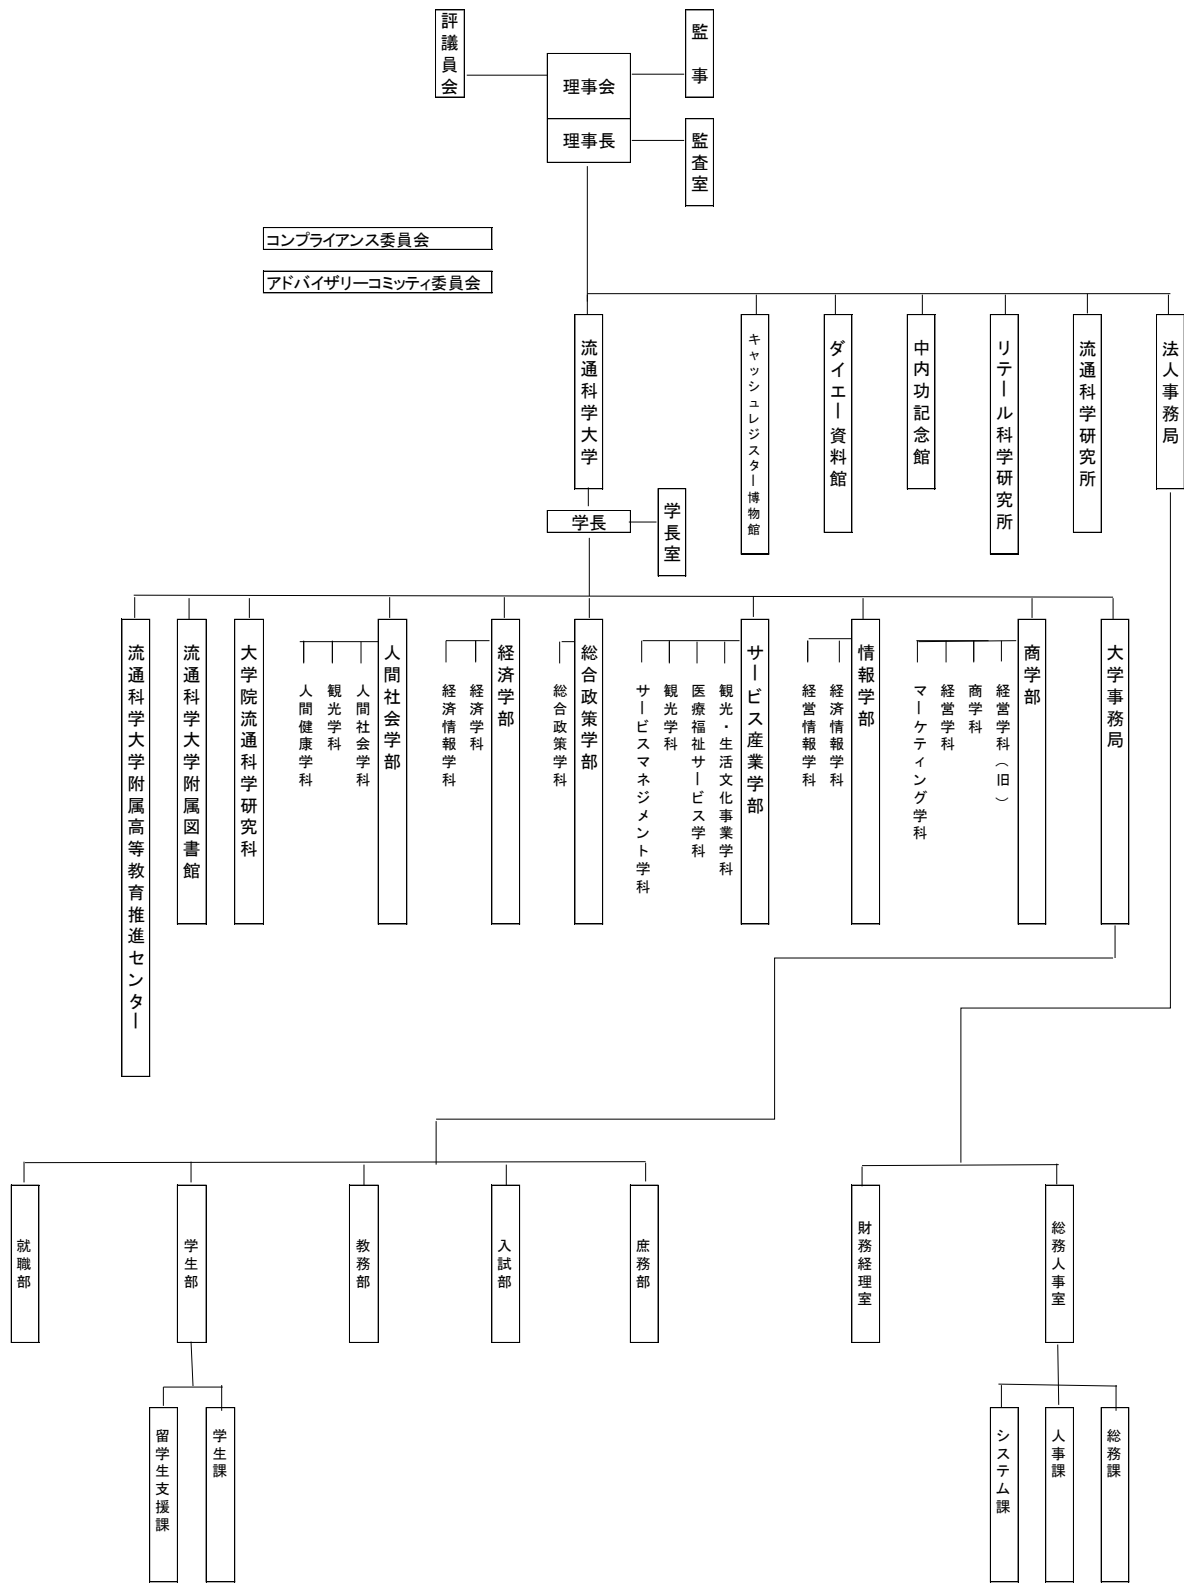 評議員会
監事
理事会
理事長
監査室
コンプライアンス委員会
アドバイザリーコミッティ委員会
流通科学大学
キャッシュレジスター博物館
ダイエー資料館
中内功記念館
リテール科学研究所
流通科学研究所
法人事務局
学長
学長室
流通科学大学附属高等教育推進センター
流通科学大学附属図書館
大学院流通科学研究科
人間健康学科
観光学科
人間社会学科
人間社会学部
経済情報学科
経済学科
経済学部
総合政策学科
総合政策学部
サービスマネジメント学科
観光学科
医療福祉サービス学科
観光・生活文化事業学科
サービス産業学部
経営情報学科
経済情報学科
情報学部
マーケティング学科
経営学科
商学科
経営学科（旧）
商学部
大学事務局
就職部
学生部
教務部
入試部
庶務部
財務経理室
総務人事室
留学生支援課
学生課
システム課
人事課
総務課